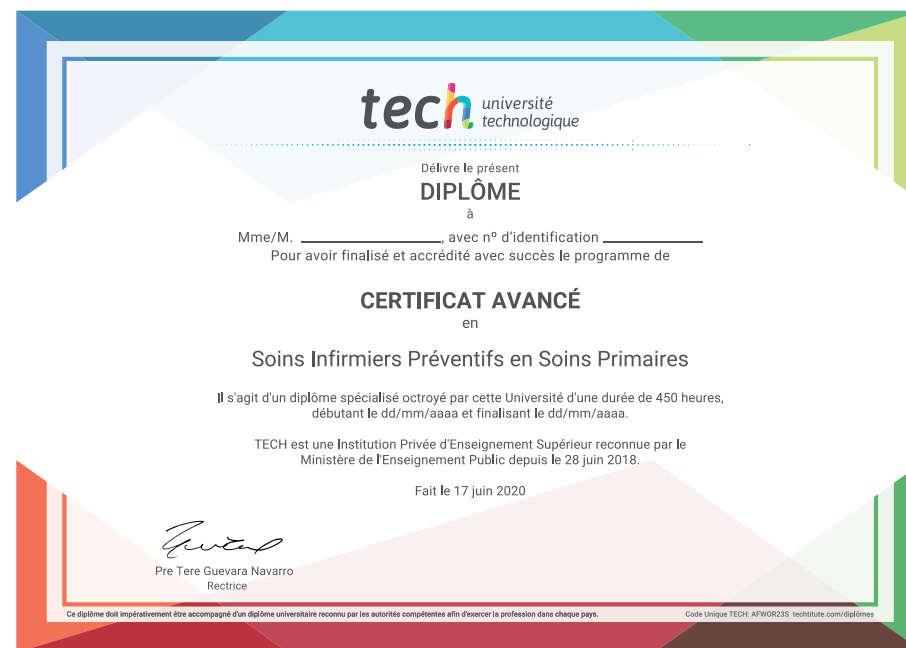 tech université
technologique
Délivre le présent
DIPLÔME
à
Mme/M. ____________________, avec nº d'identification ______________
Pour avoir finalisé et accrédité avec succès le programme de
CERTIFICAT AVANCÉ
en
Soins Infirmiers Préventifs en Soins Primaires
Il s'agit d'un diplôme spécialisé octroyé par cette Université d'une durée de 450 heures,
débutant le dd/mm/aaaa et finalisant le dd/mm/aaaa.
TECH est une Institution Privée d'Enseignement Supérieur reconnue par le
Ministère de l'Enseignement Public depuis le 28 juin 2018.
Fait le 17 juin 2020
Pre Tere Guevara Navarro
Rectrice
Ce diplôme doit impérativement être accompagné d'un diplôme universitaire reconnu par les autorités compétentes afin d'exercer la profession dans chaque pays.
Code Unique TECH: AFWOR23S techtitute.com/diplômes